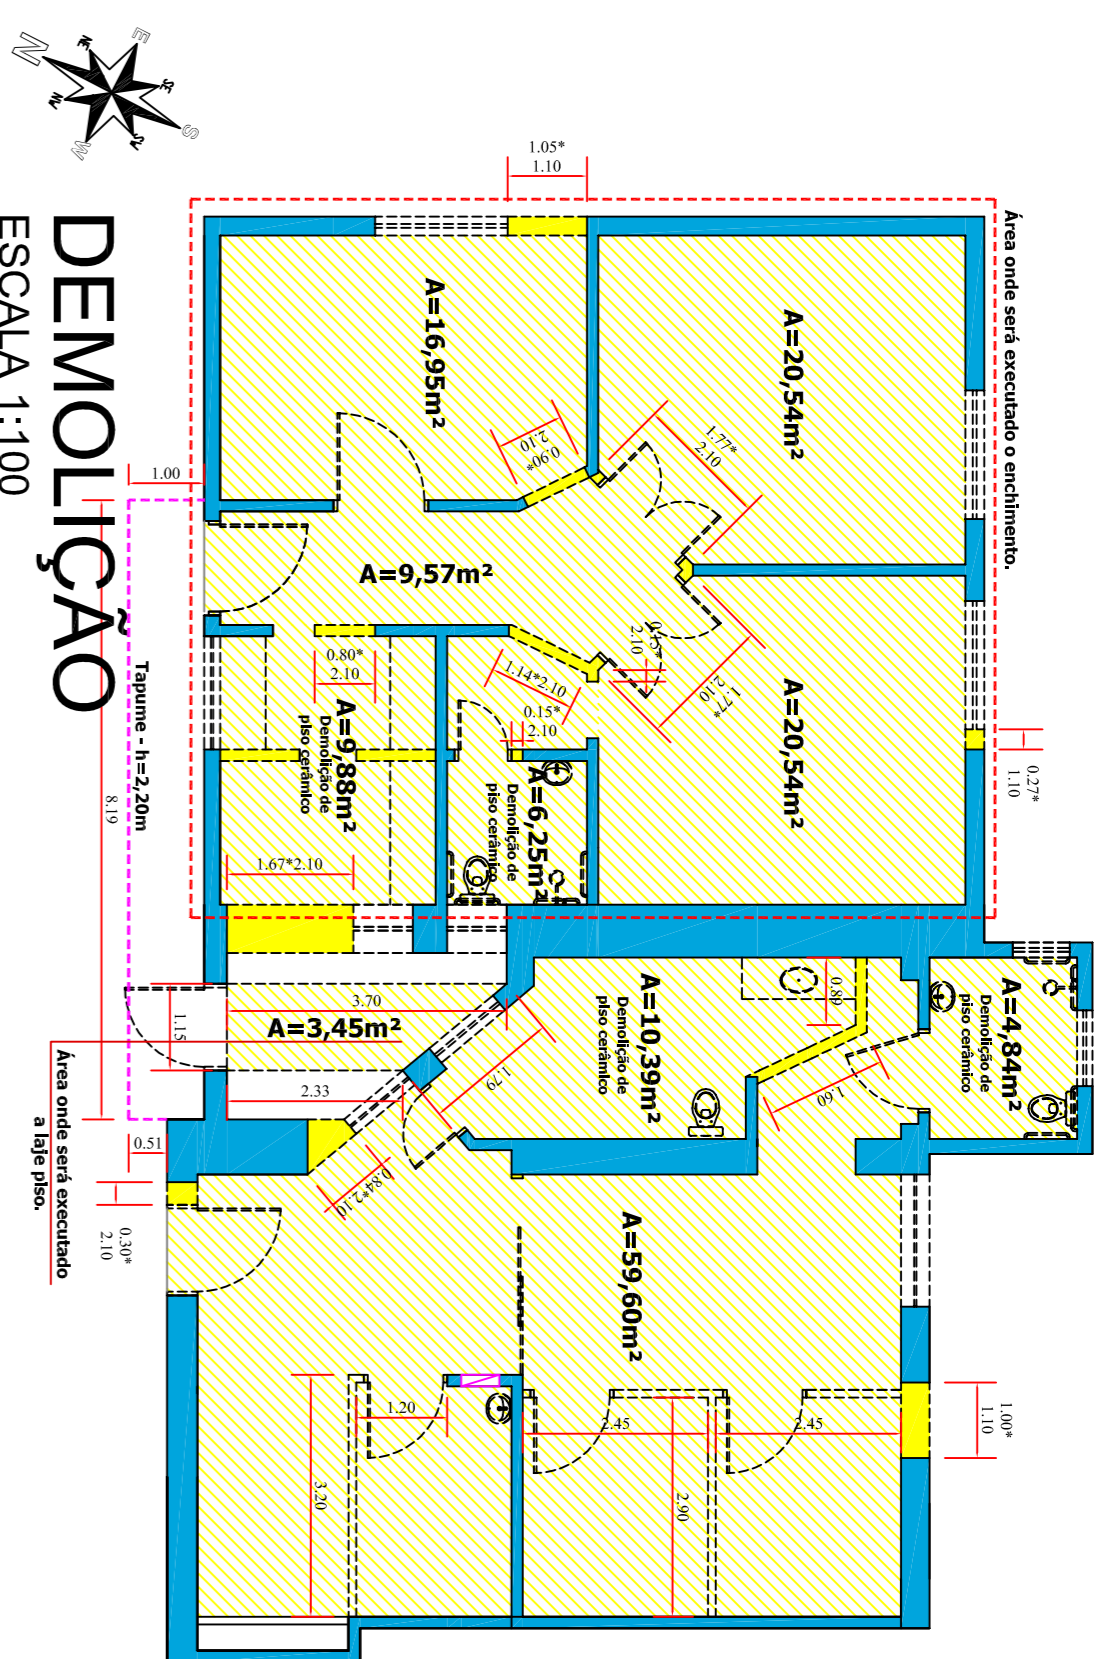 DEMOLIÇÃO
ESCALA 1:100
N
NE
E
SE
S
SW
W
NW
Área onde será executado o enchimento.
1.05*
1.10
A=16,95m²
A=20,54m²
0.90*
2.10
1.77*
2.10
1.00
A=9,57m²
0.15*
2.10
1.77*
2.10
A=20,54m²
0.27*
1.10
0.80*
2.10
1.14*2.10
0.15*
2.10
A=9,88m²
Demolição de
piso cerâmico
A=6,25m²
Demolição de
piso cerâmico
Tapume - h=2,20m
8.19
1.67*2.10
3.70
A=3,45m²
1.15
2.33
1.79
A=10,39m²
Demolição de
piso cerâmico
0.89
1.60
A=4,84m²
Demolição de
piso cerâmico
Área onde será executado
a laje piso.
0.51
0.84*2.10
0.30*
2.10
A=59,60m²
1.20
3.20
2.45
2.45
2.90
1.00*
1.10